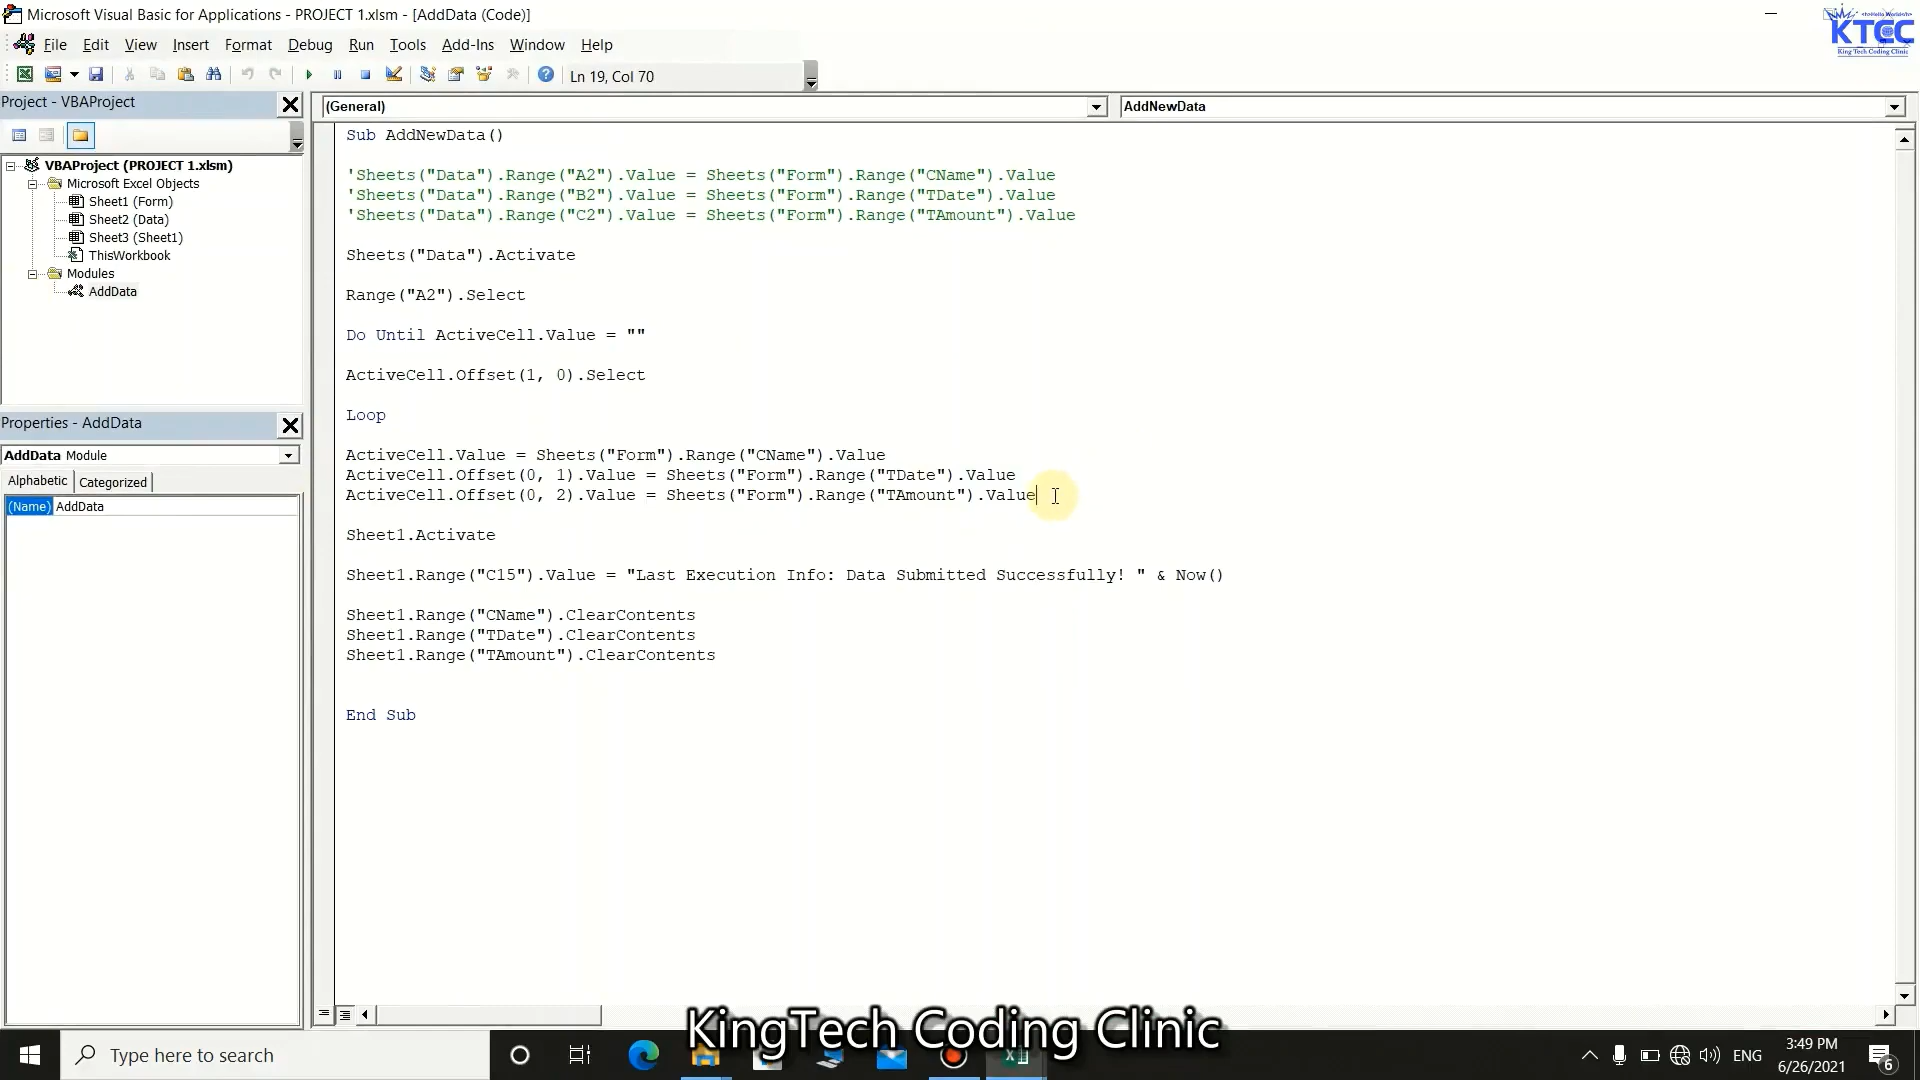 Microsoft Visual Basic for Applications - PROJECT 1.xlsm - [AddData (Code)]
KTCC
King Tech Coding Clinic
File Edit View Insert Format Debug Run Tools Add-Ins Window Help
Ln 19, Col 70
Project - VBAProject
(General)
AddNewData
VBAProject (PROJECT 1.xlsm)
Microsoft Excel Objects
Sheet1 (Form)
Sheet2 (Data)
Sheet3 (Sheet1)
ThisWorkbook
Modules
AddData
Properties - AddData
AddData Module
Alphabetic Categorized
(Name) AddData
Sub AddNewData()
'Sheets("Data").Range("A2").Value = Sheets("Form").Range("CName").Value
'Sheets("Data").Range("B2").Value = Sheets("Form").Range("TDate").Value
'Sheets("Data").Range("C2").Value = Sheets("Form").Range("TAmount").Value
Sheets("Data").Activate
Range("A2").Select
Do Until ActiveCell.Value = ""
ActiveCell.Offset(1, 0).Select
Loop
ActiveCell.Value = Sheets("Form").Range("CName").Value
ActiveCell.Offset(0, 1).Value = Sheets("Form").Range("TDate").Value
ActiveCell.Offset(0, 2).Value = Sheets("Form").Range("TAmount").Value
Sheet1.Activate
Sheet1.Range("C15").Value = "Last Execution Info: Data Submitted Successfully! " & Now()
Sheet1.Range("CName").ClearContents
Sheet1.Range("TDate").ClearContents
Sheet1.Range("TAmount").ClearContents
End Sub
KingTech Coding Clinic
Type here to search
ENG
3:49 PM
6/26/2021
6